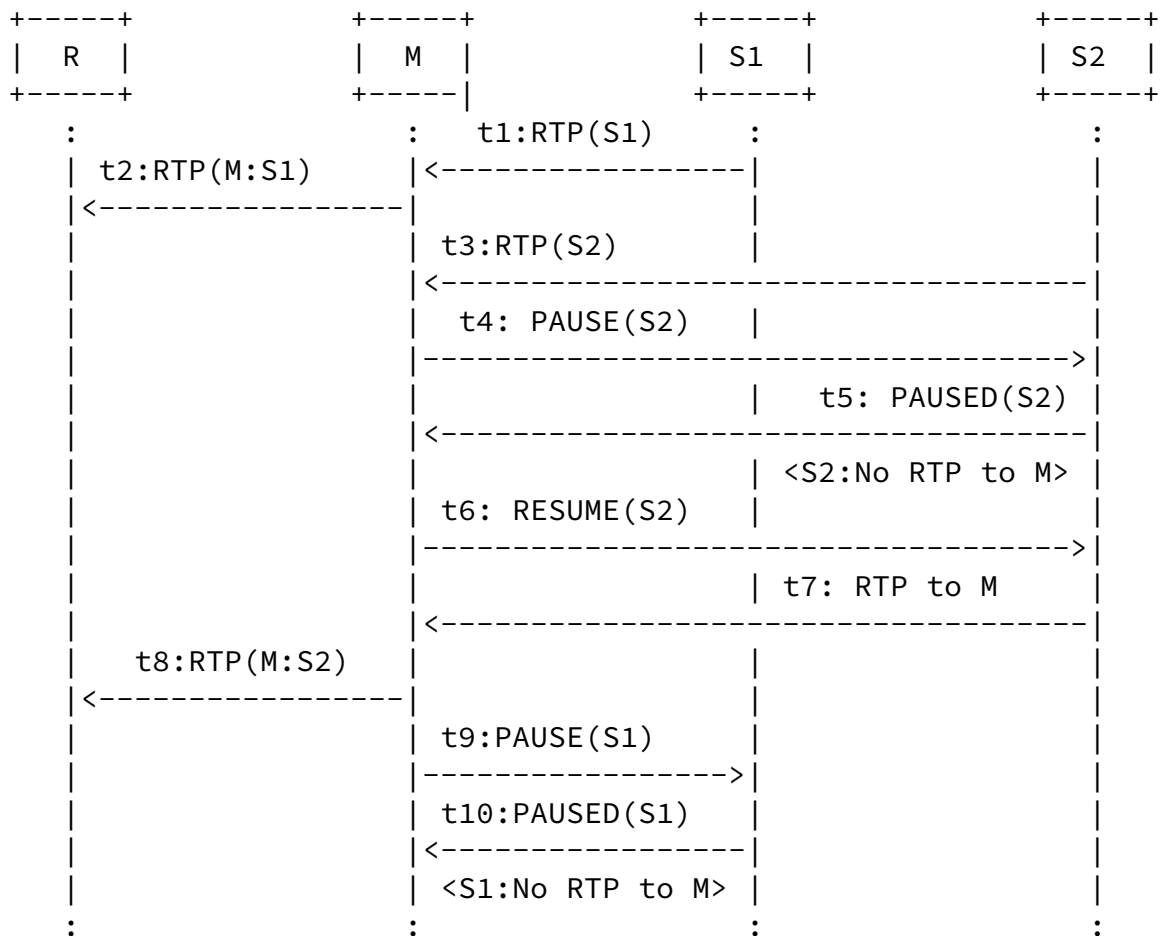 R M S1 S2
t1:RTP(S1)
t2:RTP(M:S1)
t3:RTP(S2)
t4: PAUSE(S2)
t5: PAUSED(S2)
<S2:No RTP to M>
t6: RESUME(S2)
t7: RTP to M
t8:RTP(M:S2)
t9:PAUSE(S1)
t10:PAUSED(S1)
<S1:No RTP to M>